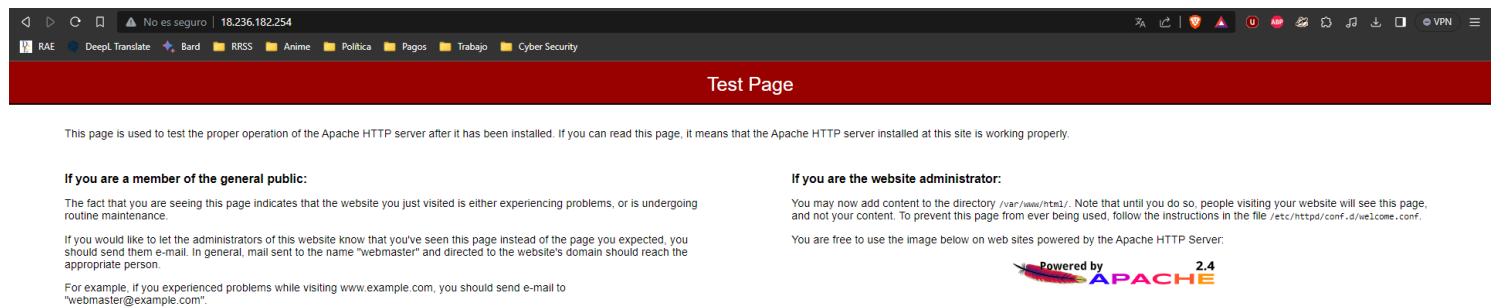 No es seguro 18.236.182.254
VPN
RAE DeepL Translate Bard RRSS Anime Política Pagos Trabajo Cyber Security
Test Page
This page is used to test the proper operation of the Apache HTTP server after it has been installed. If you can read this page, it means that the Apache HTTP server installed at this site is working properly.
If you are a member of the general public:
The fact that you are seeing this page indicates that the website you just visited is either experiencing problems, or is undergoing
routine maintenance.
If you would like to let the administrators of this website know that you've seen this page instead of the page you expected, you
should send them e-mail. In general, mail sent to the name "webmaster" and directed to the website's domain should reach the
appropriate person.
For example, if you experienced problems while visiting www.example.com, you should send e-mail to
"webmaster@example.com".
If you are the website administrator:
You may now add content to the directory /var/www/html/. Note that until you do so, people visiting your website will see this page,
and not your content. To prevent this page from ever being used, follow the instructions in the file /etc/httpd/conf.d/welcome.conf.
You are free to use the image below on web sites powered by the Apache HTTP Server:
Powered by 2.4
APACHE